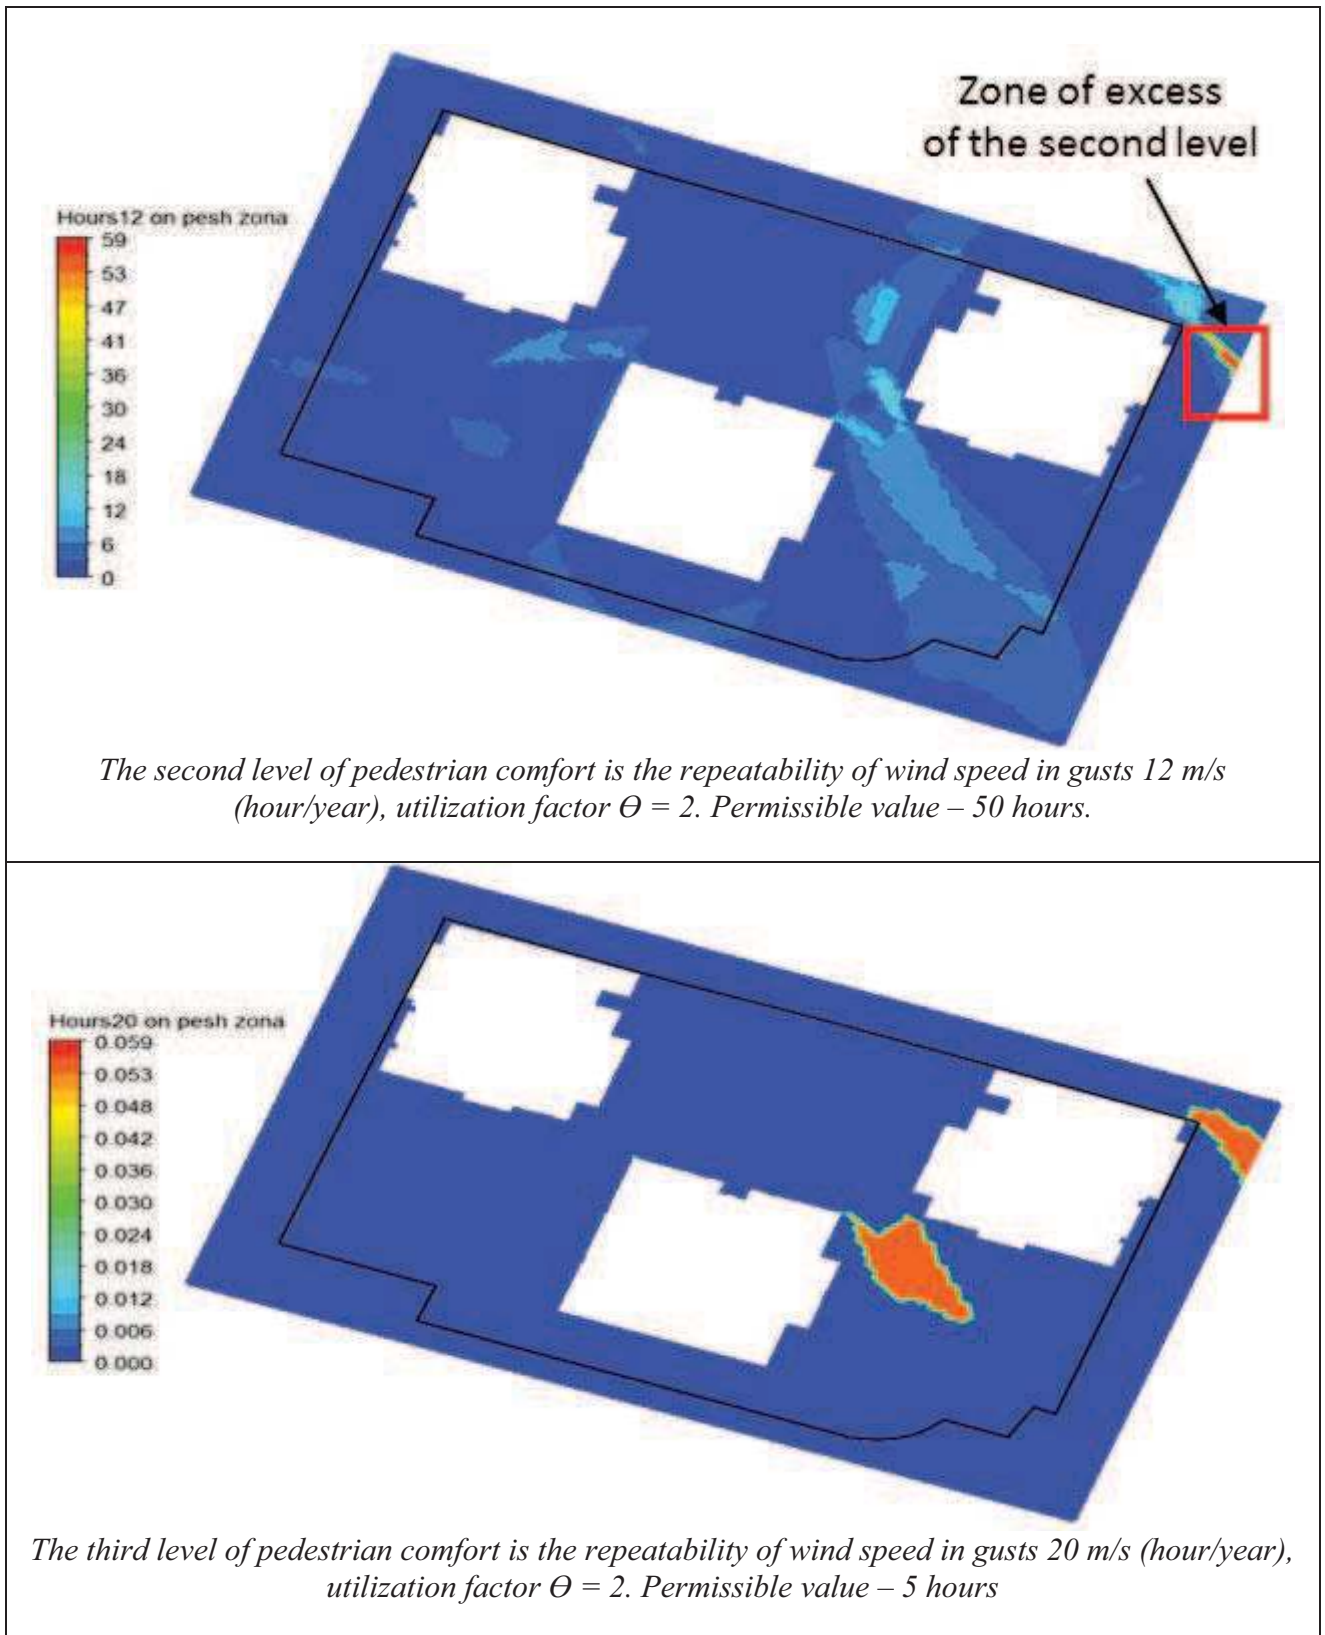 Zone of excess
of the second level
Hours12 on pesh zona
59
53
47
41
36
30
24
18
12
6
0
The second level of pedestrian comfort is the repeatability of wind speed in gusts 12 m/s
(hour/year), utilization factor Ө = 2. Permissible value – 50 hours.
Hours20 on pesh zona
0.059
0.053
0.048
0.042
0.036
0.030
0.024
0.018
0.012
0.006
0.000
The third level of pedestrian comfort is the repeatability of wind speed in gusts 20 m/s (hour/year),
utilization factor Ө = 2. Permissible value – 5 hours